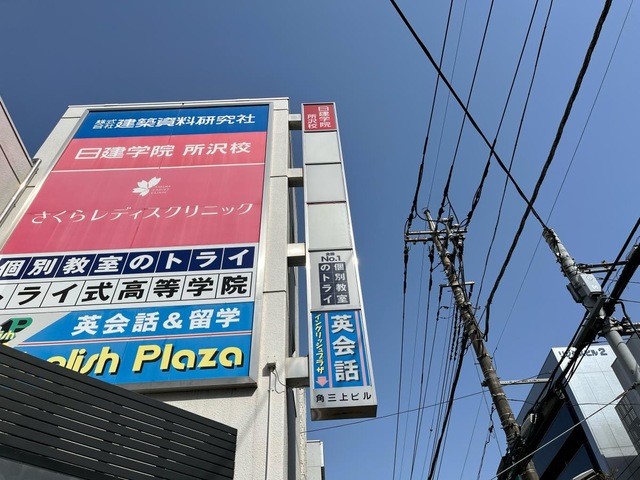 株式会社 建築資料研究社
日建学院 所沢校
さくらレディスクリニック
個別教室のトライ
トライ式高等学院
英会話&留学
English Plaza
日建学院
所沢校
No.1
個別教室
のトライ
英会話
イングリッシュプラザ
角三上ビル